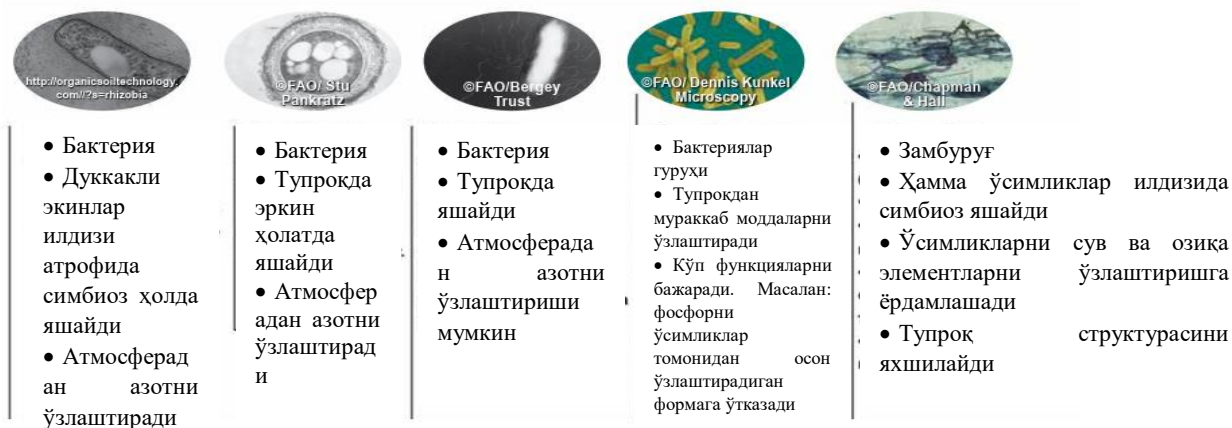 http://organicsoiltechnology.
com//?s=rhizobia
©FAO/ Stu
Pankratz
©FAO/Bergey
Trust
©FAO/ Dennis Kunkel
Microscopy
©FAO/Chapman
& Hall
• Бактерия
• Дуккакли
экинлар
илдизи
атрофида
симбиоз ҳолда
яшайди
• Атмосферад
ан азотни
ўзлаштиради
• Бактерия
• Тупроқда
эркин
ҳолатда
яшайди
• Атмосфер
адан азотни
ўзлаштирад
и
• Бактерия
• Тупроқда
яшайди
• Атмосферада
н азотни
ўзлаштириши
мумкин
• Бактериялар
гуруҳи
• Тупроқдан
мураккаб моддаларни
ўзлаштиради
• Кўп функцияларни
бажаради. Масалан:
фосфорни
ўсимликлар
томонидан осон
ўзлаштирадиган
формага ўтказади
• Замбуруғ
• Ҳамма ўсимликлар илдизида
симбиоз яшайди
• Ўсимликларни сув ва озиқа
элементларни ўзлаштиришга
ёрдамлашади
• Тупроқ структурасини
яхшилайди